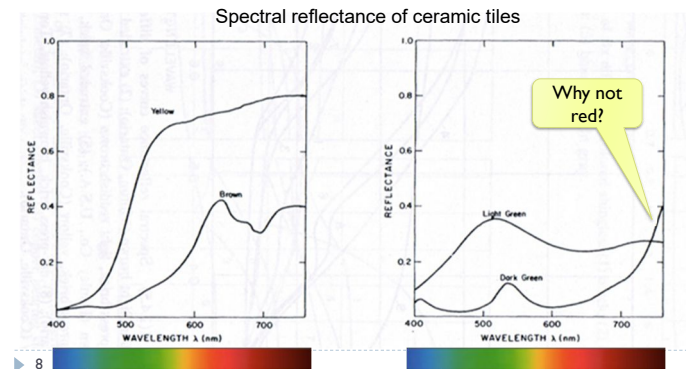 Spectral reflectance of ceramic tiles
1.0
0.8
0.6
0.4
0.2
REFLECTANCE
Yellow
Brown
400
500
600
700
WAVELENGTH λ (nm)
1.0
0.8
0.6
0.4
0.2
REFLECTANCE
Why not
red?
Light Green
Dark Green
400
500
600
700
WAVELENGTH λ (nm)
8